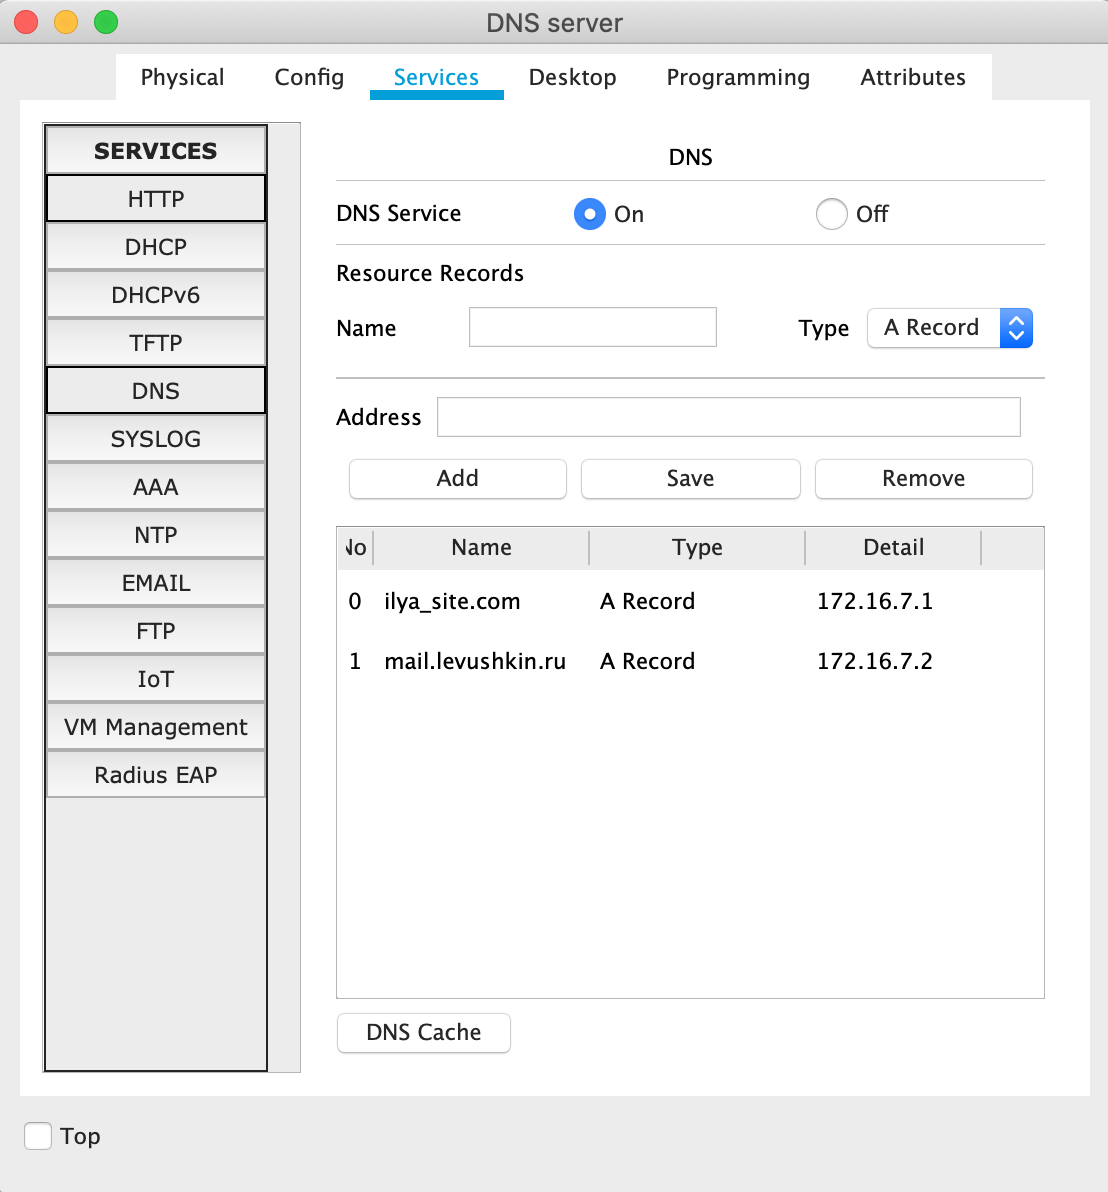 DNS server
Physical Config Services Desktop Programming Attributes
SERVICES
HTTP
DHCP
DHCPv6
TFTP
DNS
SYSLOG
AAA
NTP
EMAIL
FTP
IoT
VM Management
Radius EAP
DNS
DNS Service On Off
Resource Records
Name Type A Record
Address
Add Save Remove
No Name Type Detail
0 ilya_site.com A Record 172.16.7.1
1 mail.levushkin.ru A Record 172.16.7.2
DNS Cache
Top